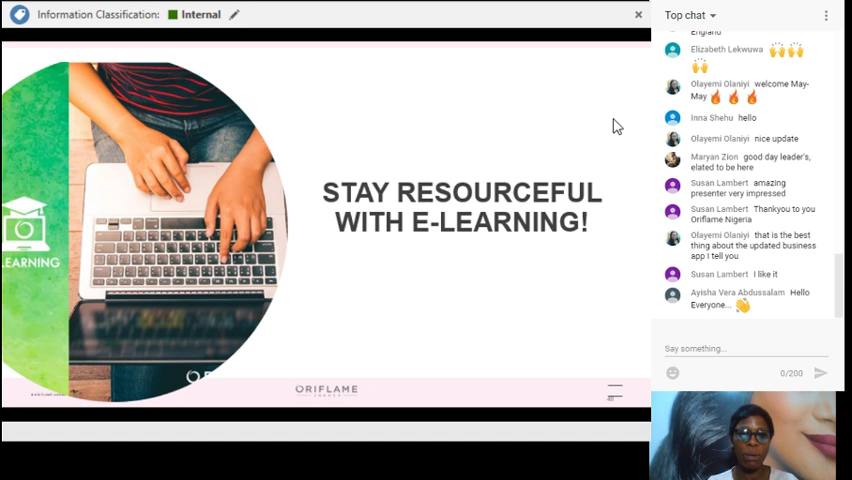 Information Classification: Internal
STAY RESOURCEFUL
WITH E-LEARNING!
LEARNING
ORIFLAME
Top chat
England
Elizabeth Lekwuwa
Olayemi Olaniyi welcome May-
May
Inna Shehu hello
Olayemi Olaniyi nice update
Maryan Zion good day leader's,
elated to be here
Susan Lambert amazing
presenter very impressed
Susan Lambert Thankyou to you
Oriflame Nigeria
Olayemi Olaniyi that is the best
thing about the updated business
app I tell you
Susan Lambert I like it
Ayisha Vera Abdussalam Hello
Everyone...
Say something...
0/200